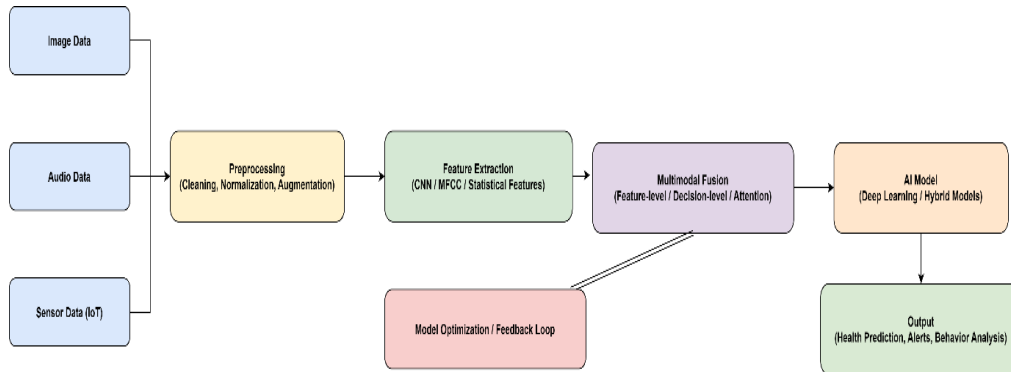 Image Data
Audio Data
Sensor Data (IoT)
Preprocessing
(Cleaning, Normalization, Augmentation)
Feature Extraction
(CNN / MFCC / Statistical Features)
Multimodal Fusion
(Feature-level / Decision-level / Attention)
AI Model
(Deep Learning / Hybrid Models)
Model Optimization / Feedback Loop
Output
(Health Prediction, Alerts, Behavior Analysis)